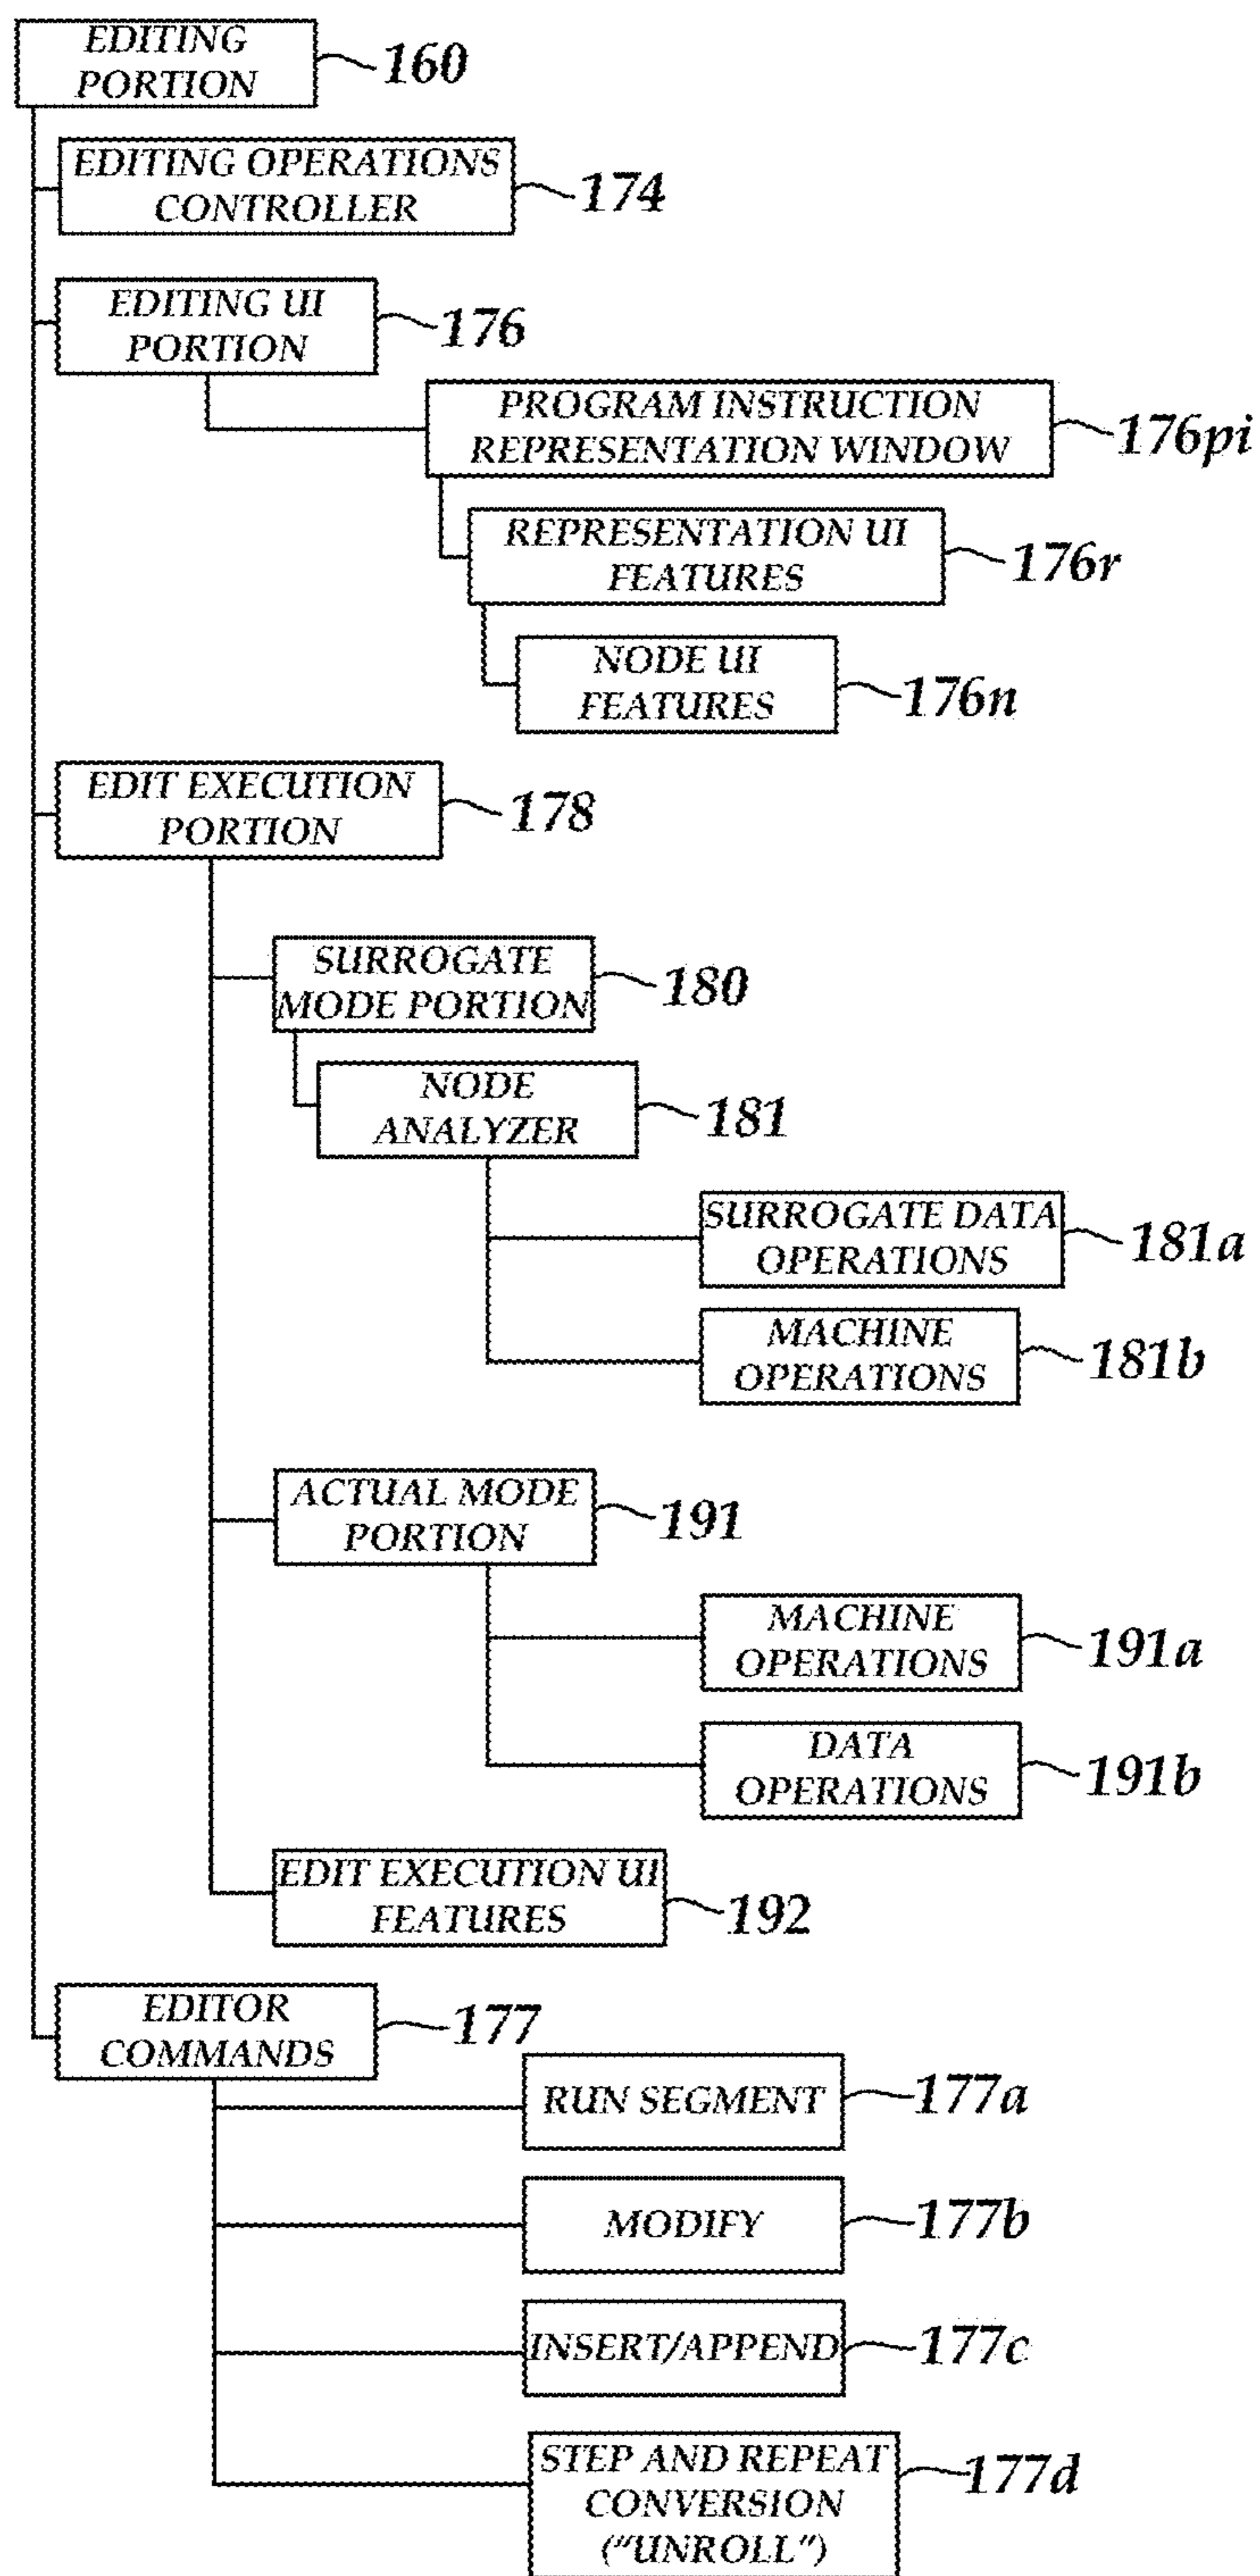 EDITING
PORTION
160
EDITING OPERATIONS
CONTROLLER
174
EDITING UI
PORTION
176
PROGRAM INSTRUCTION
REPRESENTATION WINDOW
176pi
REPRESENTATION UI
FEATURES
176r
NODE UI
FEATURES
176n
EDIT EXECUTION
PORTION
178
SURROGATE
MODE PORTION
180
NODE
ANALYZER
181
SURROGATE DATA
OPERATIONS
181a
MACHINE
OPERATIONS
181b
ACTUAL MODE
PORTION
191
MACHINE
OPERATIONS
191a
DATA
OPERATIONS
191b
EDIT EXECUTION UI
FEATURES
192
EDITOR
COMMANDS
177
RUN SEGMENT
177a
MODIFY
177b
INSERT/APPEND
177c
STEP AND REPEAT
CONVERSION
("UNROLL")
177d